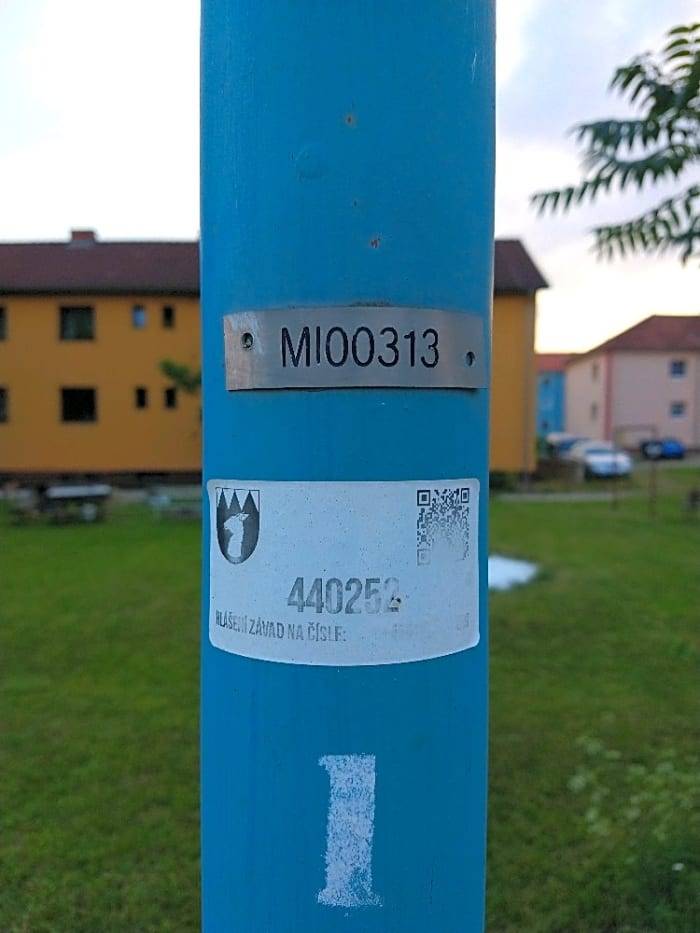 MI00313
440252
HLÁŠENÍ ZÁVAD NA ČÍSLE:
1